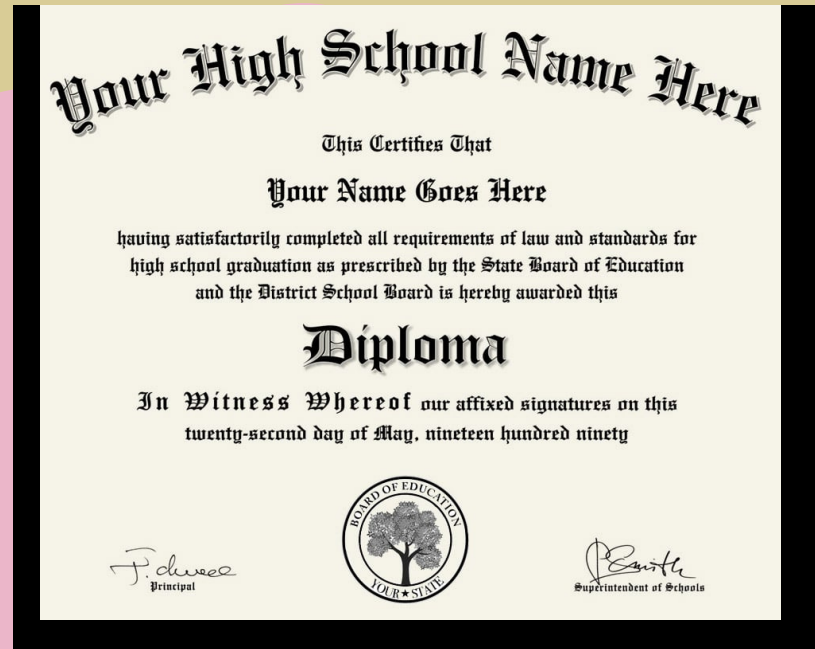 Your High School Name Here
This Certifies That
Your Name Goes Here
having satisfactorily completed all requirements of law and standards for
high school graduation as prescribed by the State Board of Education
and the District School Board is hereby awarded this
Diploma
In Witness Whereof our affixed signatures on this
twenty-second day of May, nineteen hundred ninety
BOARD OF EDUCATION
YOUR ★ STATE
Principal
Smith
Superintendent of Schools